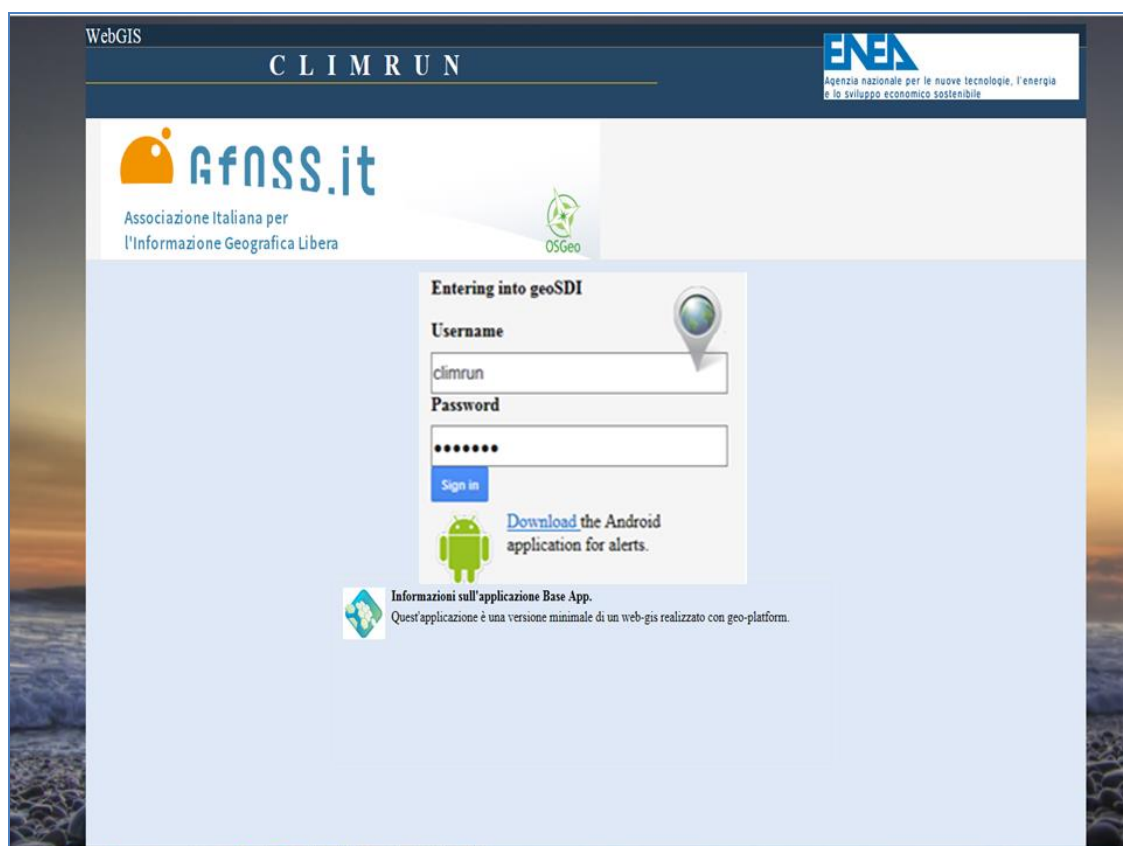 WebGIS
CLIMRUN
ENEA
Agenzia nazionale per le nuove tecnologie, l'energia
e lo sviluppo economico sostenibile
GfOSS.it
Associazione Italiana per
l'Informazione Geografica Libera
OSGeo
Entering into geoSDI
Username
climrun
Password
•••••••
Sign in
Download the Android
application for alerts.
Informazioni sull'applicazione Base App.
Quest'applicazione è una versione minimale di un web-gis realizzato con geo-platform.